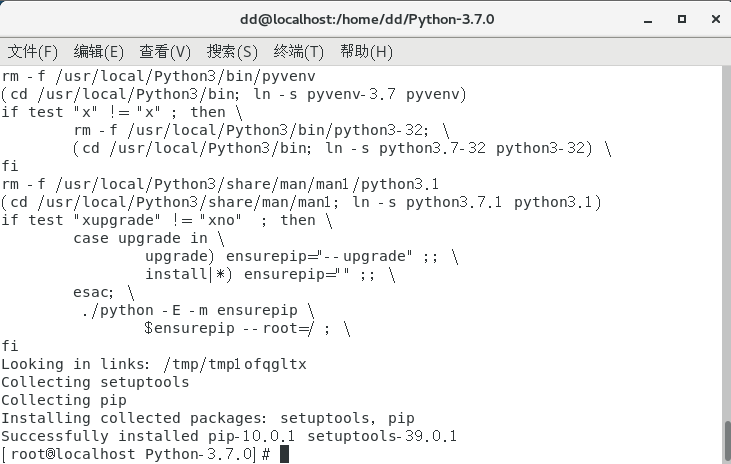 dd@localhost:/home/dd/Python-3.7.0
文件(F) 编辑(E) 查看(V) 搜索(S) 终端(T) 帮助(H)
rm -f /usr/local/Python3/bin/pyvenv
(cd /usr/local/Python3/bin; ln -s pyvenv-3.7 pyvenv)
if test "x" != "x" ; then \
        rm -f /usr/local/Python3/bin/python3-32; \
        (cd /usr/local/Python3/bin; ln -s python3.7-32 python3-32) \
fi
rm -f /usr/local/Python3/share/man/man1/python3.1
(cd /usr/local/Python3/share/man/man1; ln -s python3.7.1 python3.1)
if test "xupgrade" != "xno"  ; then \
        case upgrade in \
                upgrade) ensurepip="--upgrade" ;; \
                install|*) ensurepip="" ;; \
        esac; \
         ./python -E -m ensurepip \
                $ensurepip --root=/ ; \
fi
Looking in links: /tmp/tmp1ofqgltx
Collecting setuptools
Collecting pip
Installing collected packages: setuptools, pip
Successfully installed pip-10.0.1 setuptools-39.0.1
[root@localhost Python-3.7.0]#